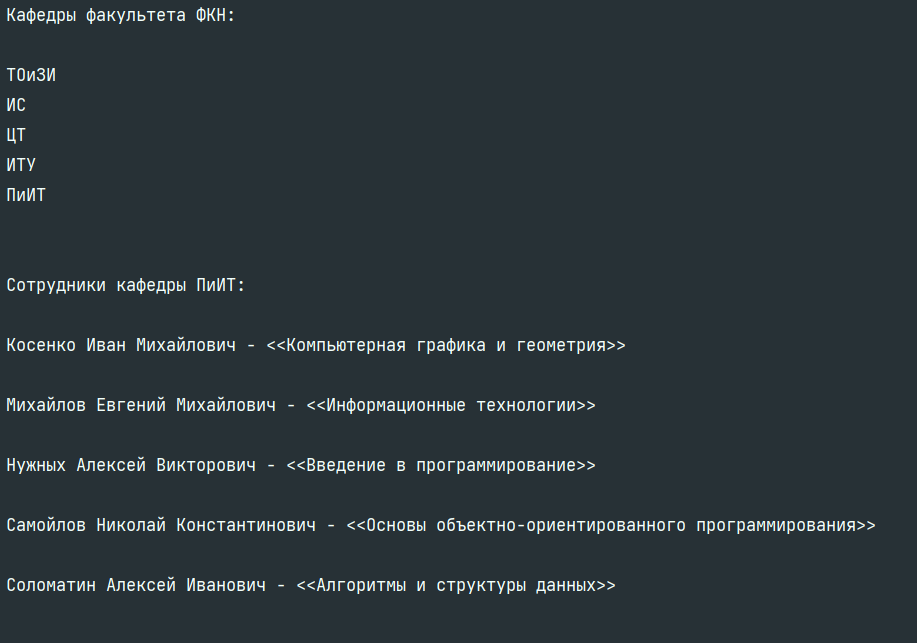 Кафедры факультета ФКН:
ТОиЗИ
ИС
ЦТ
ИТУ
ПиИТ
Сотрудники кафедры ПиИТ:
Косенко Иван Михайлович - <<Компьютерная графика и геометрия>>
Михайлов Евгений Михайлович - <<Информационные технологии>>
Нужных Алексей Викторович - <<Введение в программирование>>
Самойлов Николай Константинович - <<Основы объектно-ориентированного программирования>>
Соломатин Алексей Иванович - <<Алгоритмы и структуры данных>>